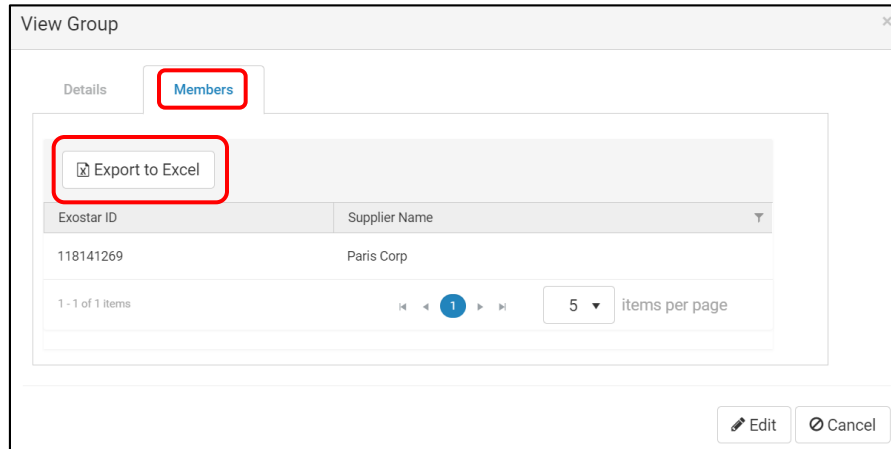 View Group
×
Details Members
Export to Excel
Exostar ID Supplier Name
118141269 Paris Corp
1 - 1 of 1 items 1 5 items per page
Edit Cancel